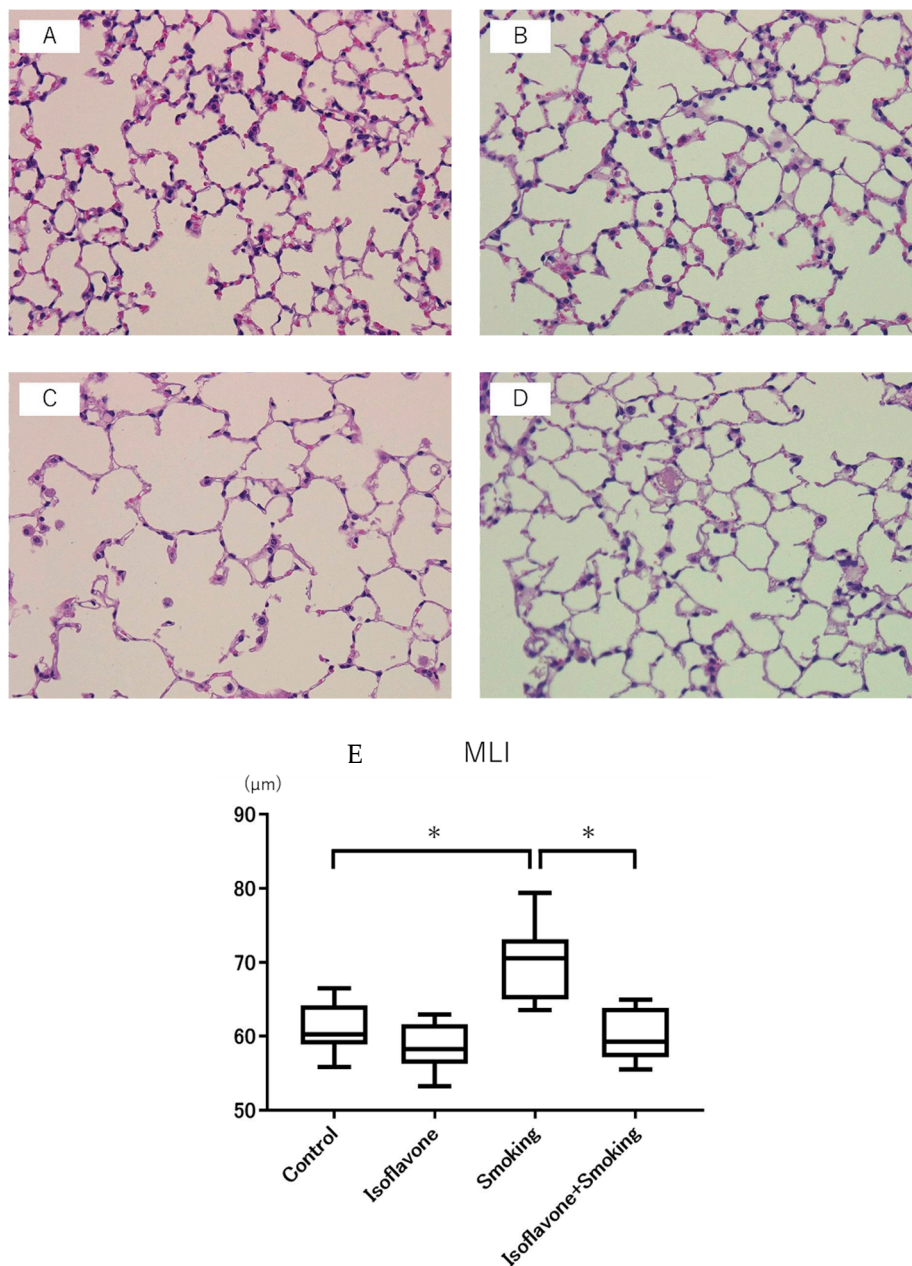 A
B
C
D
E MLI
(μm)
90
80
70
60
50
* *
Control
Isoflavone
Smoking
Isoflavone+Smoking